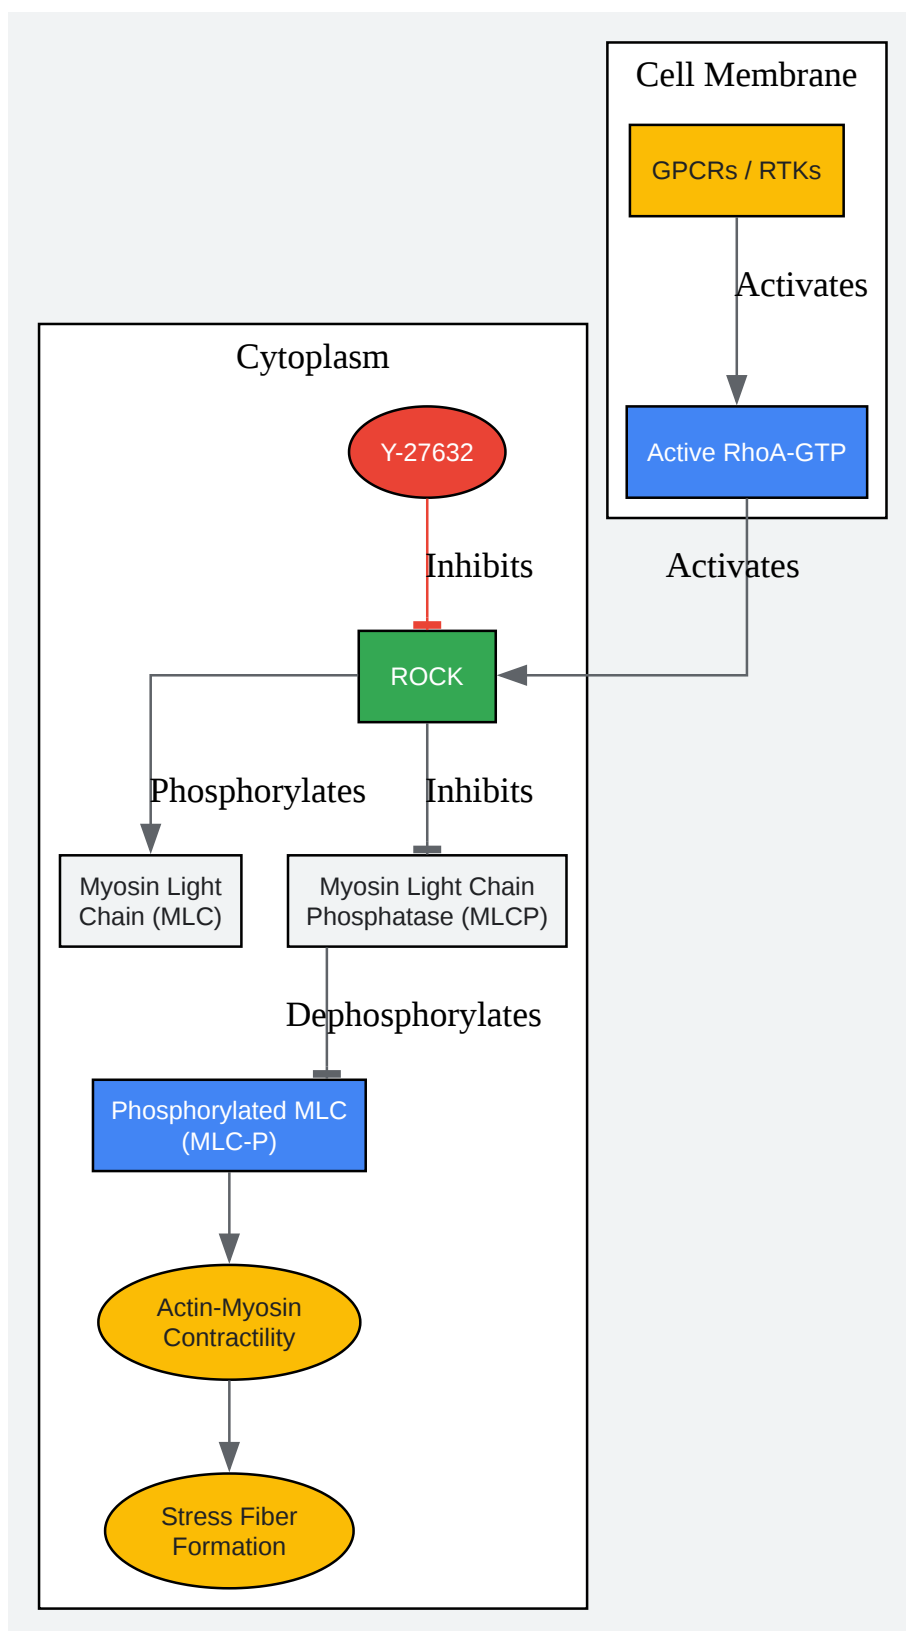 Cell Membrane
GPCRs / RTKs
Activates
Active RhoA-GTP
Activates
Cytoplasm
Y-27632
Inhibits
ROCK
Phosphorylates
Inhibits
Myosin Light
Chain (MLC)
Myosin Light Chain
Phosphatase (MLCP)
Dephosphorylates
Phosphorylated MLC
(MLC-P)
Actin-Myosin
Contractility
Stress Fiber
Formation